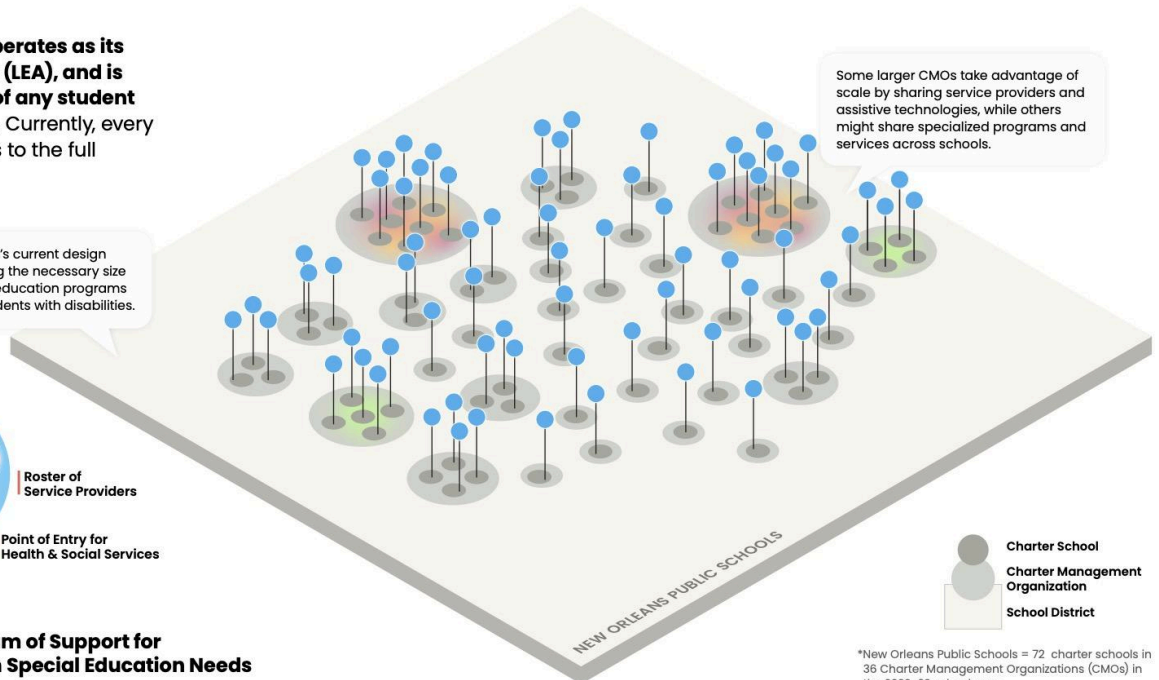 perates as its
(LEA), and is
of any student
Currently, every
s to the full
Some larger CMOs take advantage of
scale by sharing service providers and
assistive technologies, while others
might share specialized programs and
services across schools.
's current design
g the necessary size
education programs
dents with disabilities.
Roster of
Service Providers
Point of Entry for
Health & Social Services
NEW ORLEANS PUBLIC SCHOOLS
Charter School
Charter Management
Organization
School District
m of Support for
n Special Education Needs
*New Orleans Public Schools = 72 charter schools in
36 Charter Management Organizations (CMOs) in